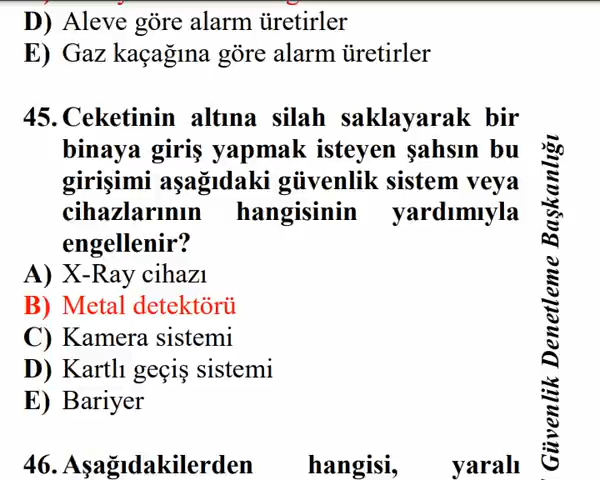 D) Aleve göre alarm üretirler
E) Gaz kaçağına göre alarm üretirler
45. Ceketinin altına silah saklayarak bir
binaya giriş yapmak isteyen şahsın bu
girişimi aşağıdaki güvenlik sistem veya
cihazlarının hangisinin yardımıyla
engellenir?
A) X-Ray cihazı
B) Metal detektörü
C) Kamera sistemi
D) Kartlı geçiş sistemi
E) Bariyer
46. Aşağıdakilerden hangisi, yaralı
Güvenlik Denetleme Başkanlığı